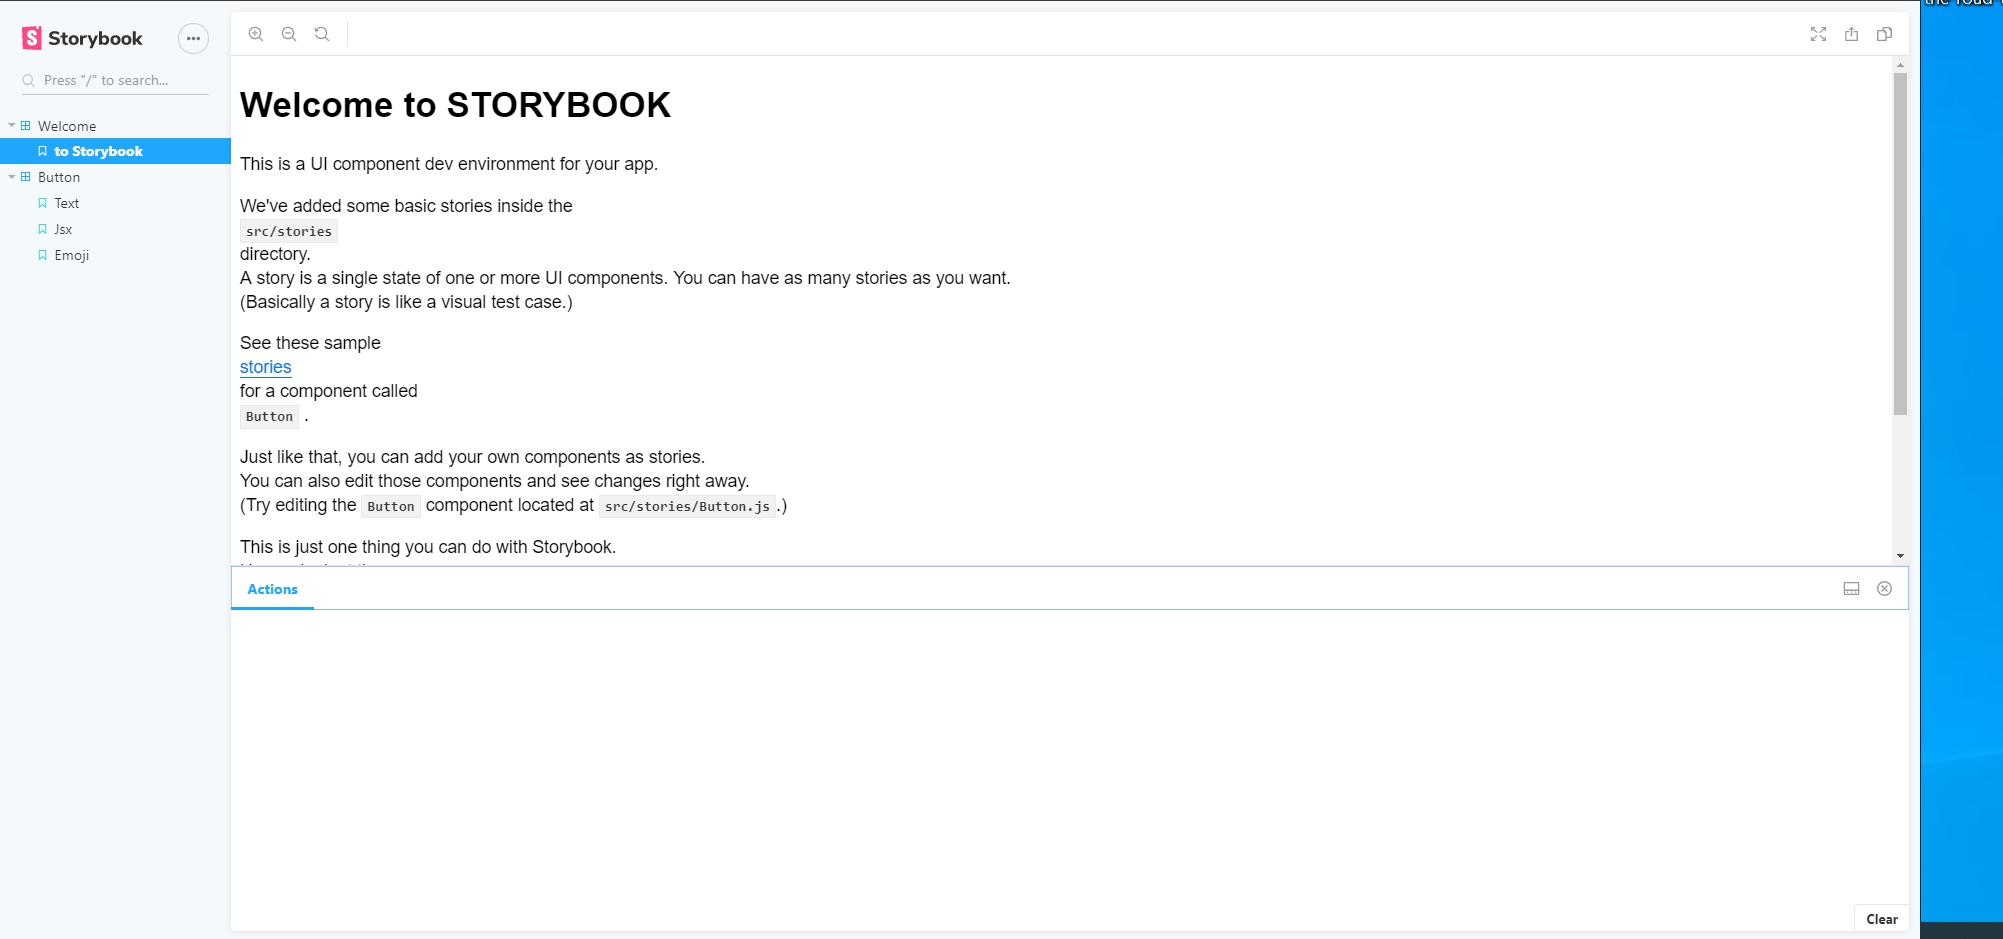 Storybook
Press "/" to search...
Welcome
to Storybook
Button
Text
Jsx
Emoji
Welcome to STORYBOOK
This is a UI component dev environment for your app.
We've added some basic stories inside the
src/stories
directory.
A story is a single state of one or more UI components. You can have as many stories as you want.
(Basically a story is like a visual test case.)
See these sample
stories
for a component called
Button .
Just like that, you can add your own components as stories.
You can also edit those components and see changes right away.
(Try editing the Button component located at src/stories/Button.js.)
This is just one thing you can do with Storybook.
Actions
Clear